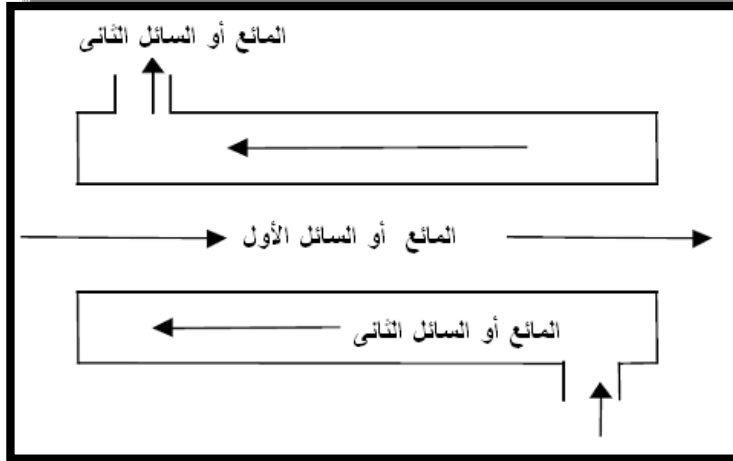 المائع أو السائل الثانى
المائع أو السائل الأول
المائع أو السائل الثانى